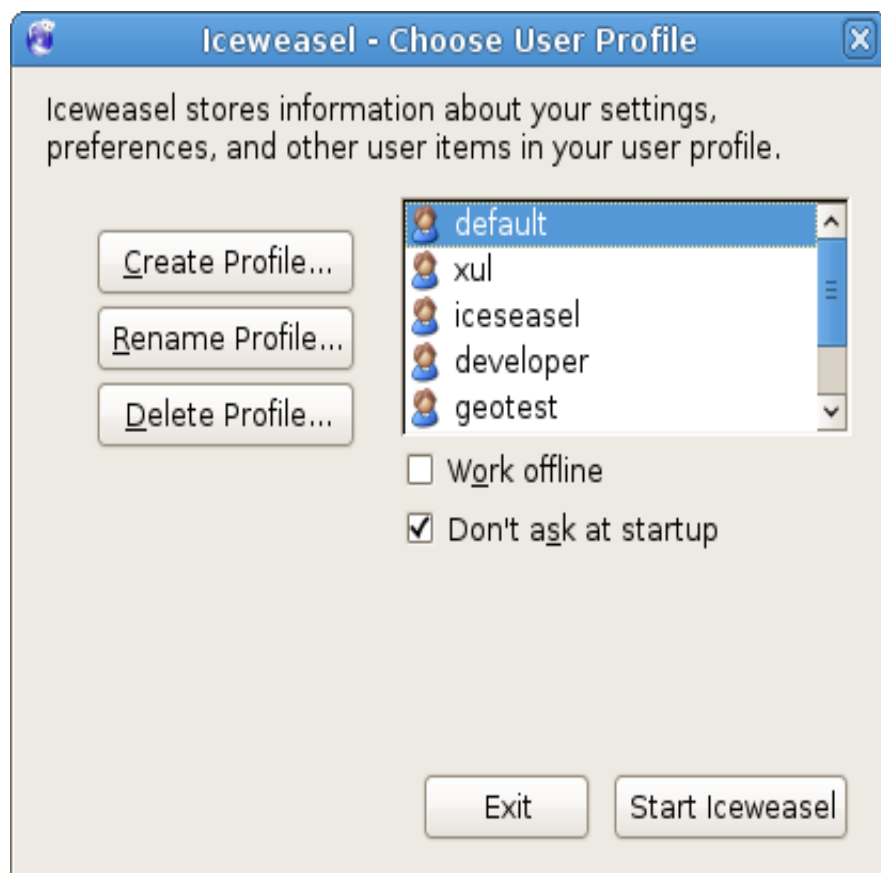 Iceweasel - Choose User Profile
Iceweasel stores information about your settings,
preferences, and other user items in your user profile.
Create Profile...
Rename Profile...
Delete Profile...
default
xul
iceseasel
developer
geotest
Work offline
Don't ask at startup
Exit
Start Iceweasel